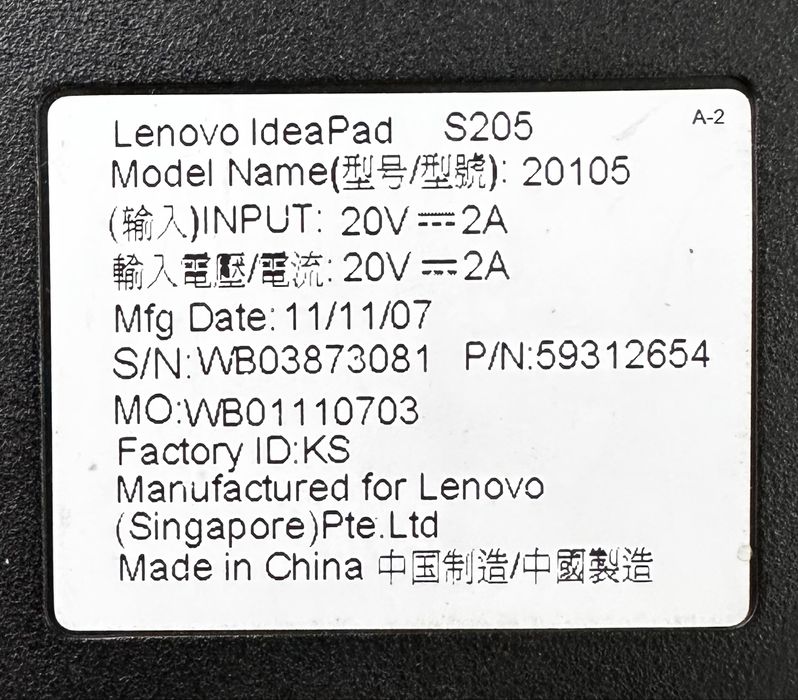 Lenovo IdeaPad S205 A-2
Model Name(型号/型號): 20105
(输入)INPUT: 20V ⎓ 2A
輸入電壓/電流: 20V ⎓ 2A
Mfg Date: 11/11/07
S/N:WB03873081 P/N:59312654
MO:WB01110703
Factory ID:KS
Manufactured for Lenovo
(Singapore)Pte.Ltd
Made in China 中国制造/中國製造